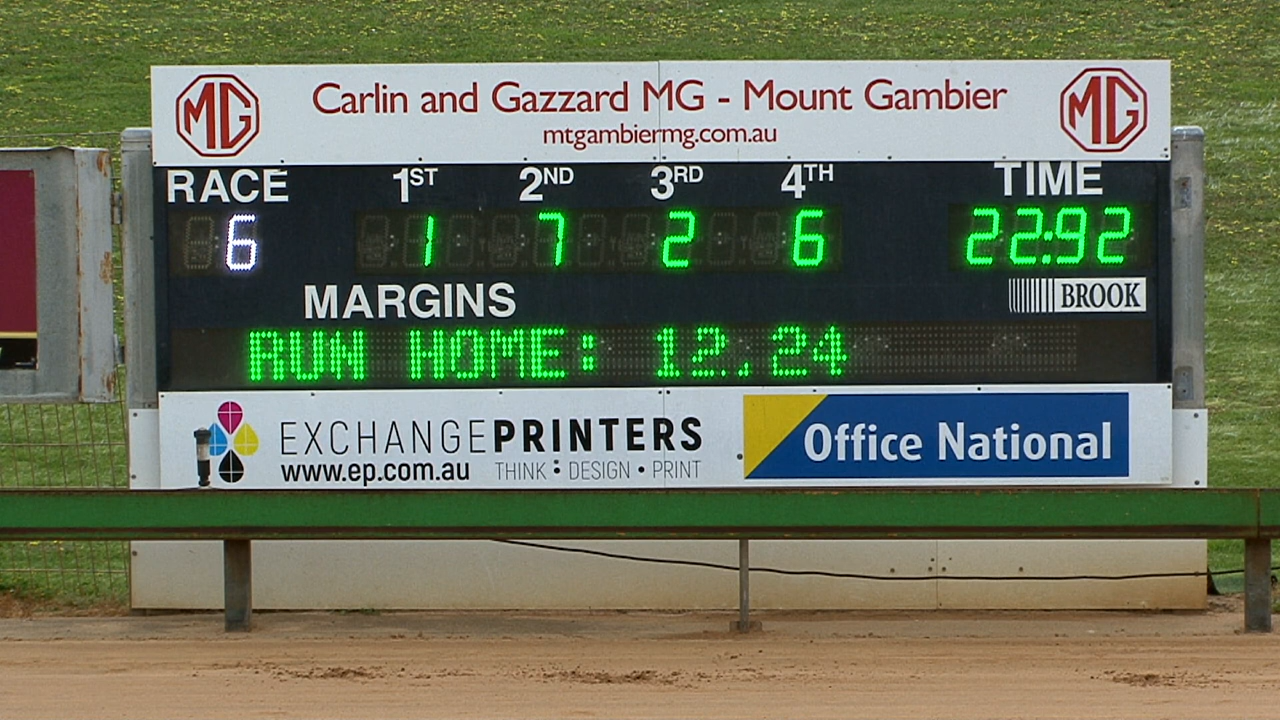 MG Carlin and Gazzard MG - Mount Gambier MG
mtgambiermg.com.au
RACE 1ST 2ND 3RD 4TH TIME
6 1 7 2 6 22:92
MARGINS BROOK
RUN HOME: 12.24
EXCHANGEPRINTERS Office National
www.ep.com.au THINK : DESIGN • PRINT